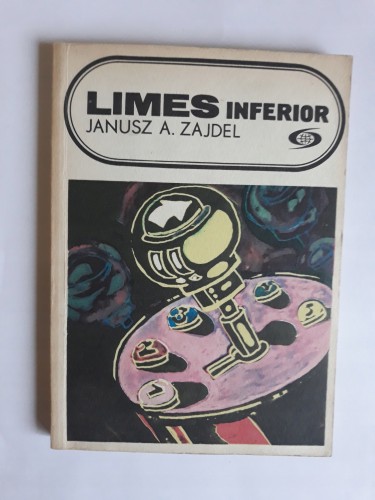 LIMES INFERIOR
JANUSZ A. ZAJDEL